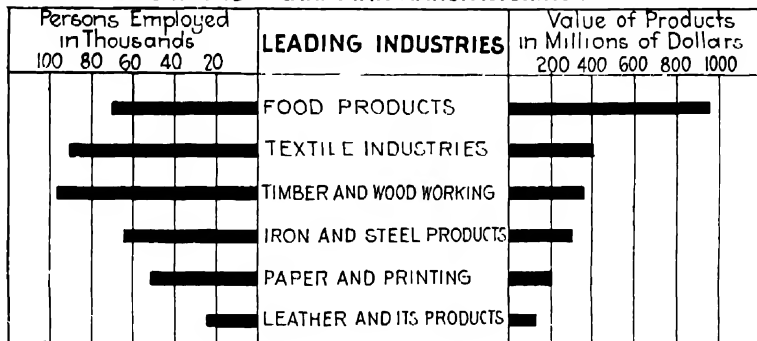 Persons Employed
in Thousands
100 80 60 40 20
LEADING INDUSTRIES
Value of Products
in Millions of Dollars
200 400 600 800 1000
FOOD PRODUCTS
TEXTILE INDUSTRIES
TIMBER AND WOOD WORKING
IRON AND STEEL PRODUCTS
PAPER AND PRINTING
LEATHER AND ITS PRODUCTS